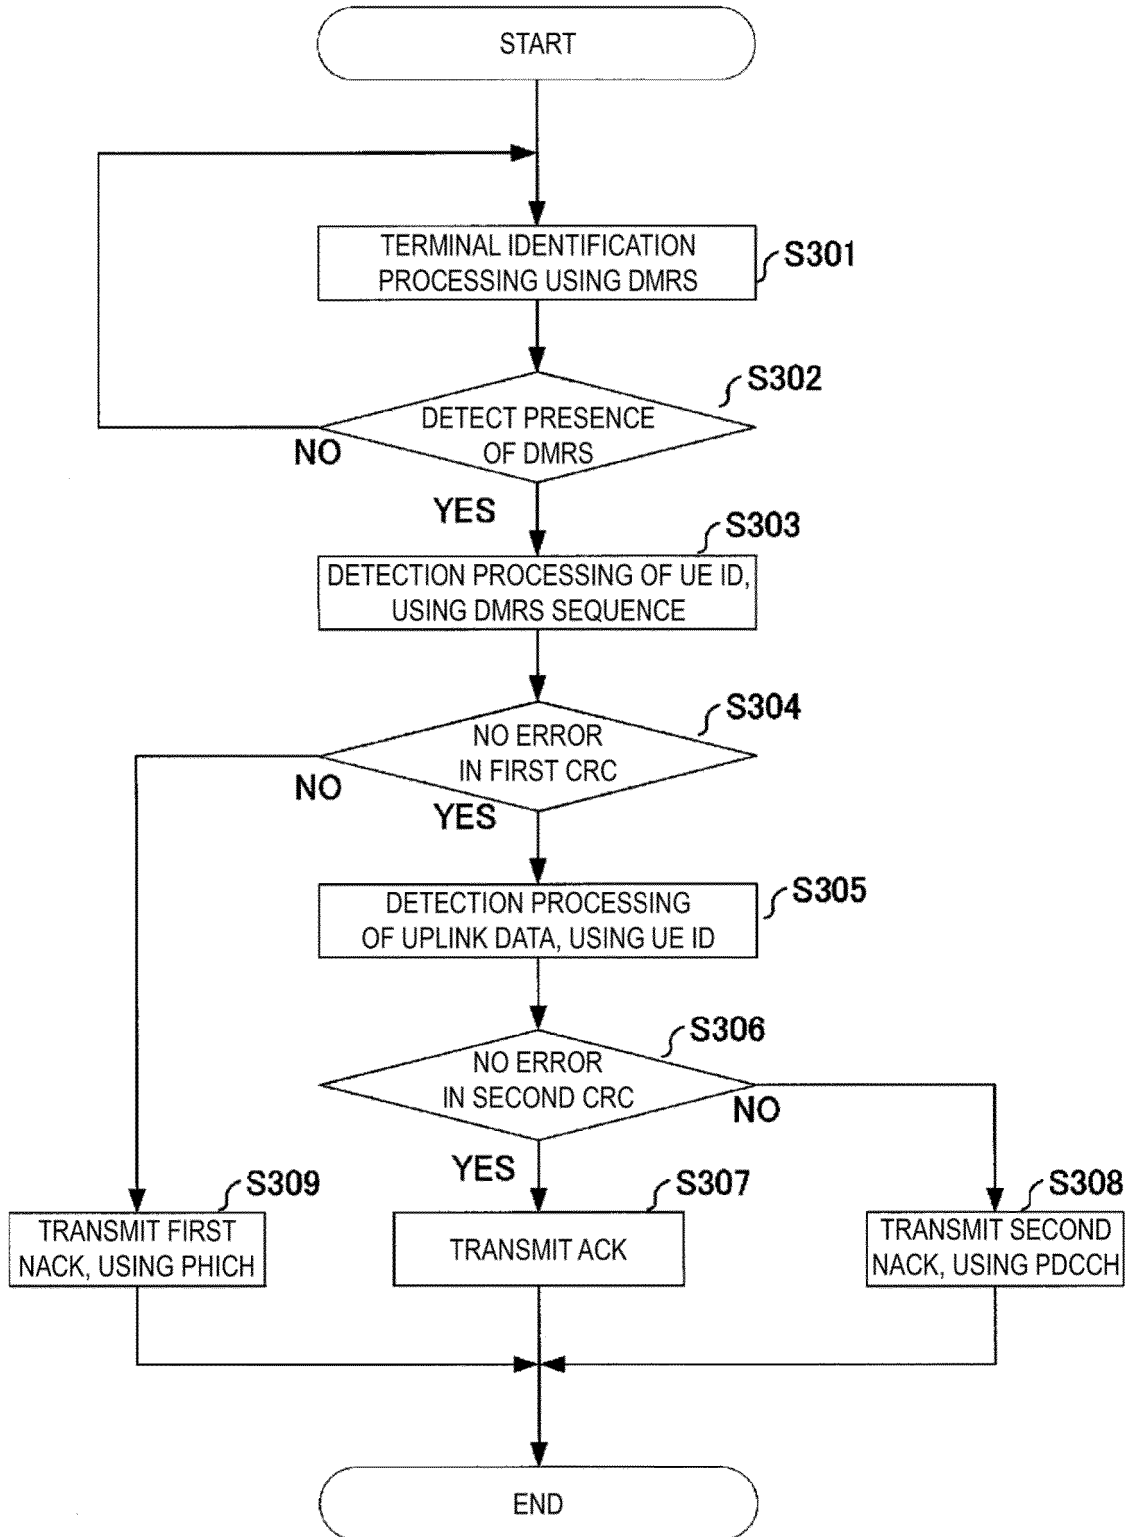 START
TERMINAL IDENTIFICATION
PROCESSING USING DMRS
S301
S302
DETECT PRESENCE
OF DMRS
NO
YES
S303
DETECTION PROCESSING OF UE ID,
USING DMRS SEQUENCE
S304
NO ERROR
IN FIRST CRC
NO
YES
S305
DETECTION PROCESSING
OF UPLINK DATA, USING UE ID
S306
NO ERROR
IN SECOND CRC
NO
YES
S309
TRANSMIT FIRST
NACK, USING PHICH
S307
TRANSMIT ACK
S308
TRANSMIT SECOND
NACK, USING PDCCH
END